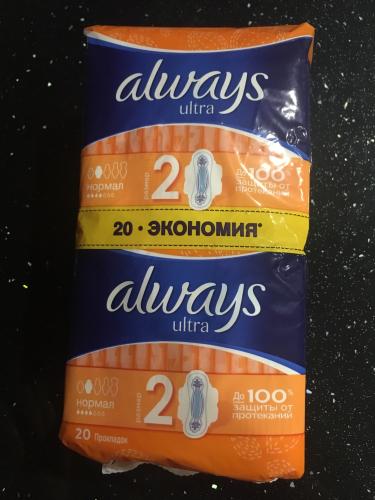 always
ultra
нормал
размер
2
До 100%
защиты от
протеканий
20 • ЭКОНОМИЯ*
always
ultra
нормал
размер
2
До 100%
защиты от
протеканий
20 Прокладок